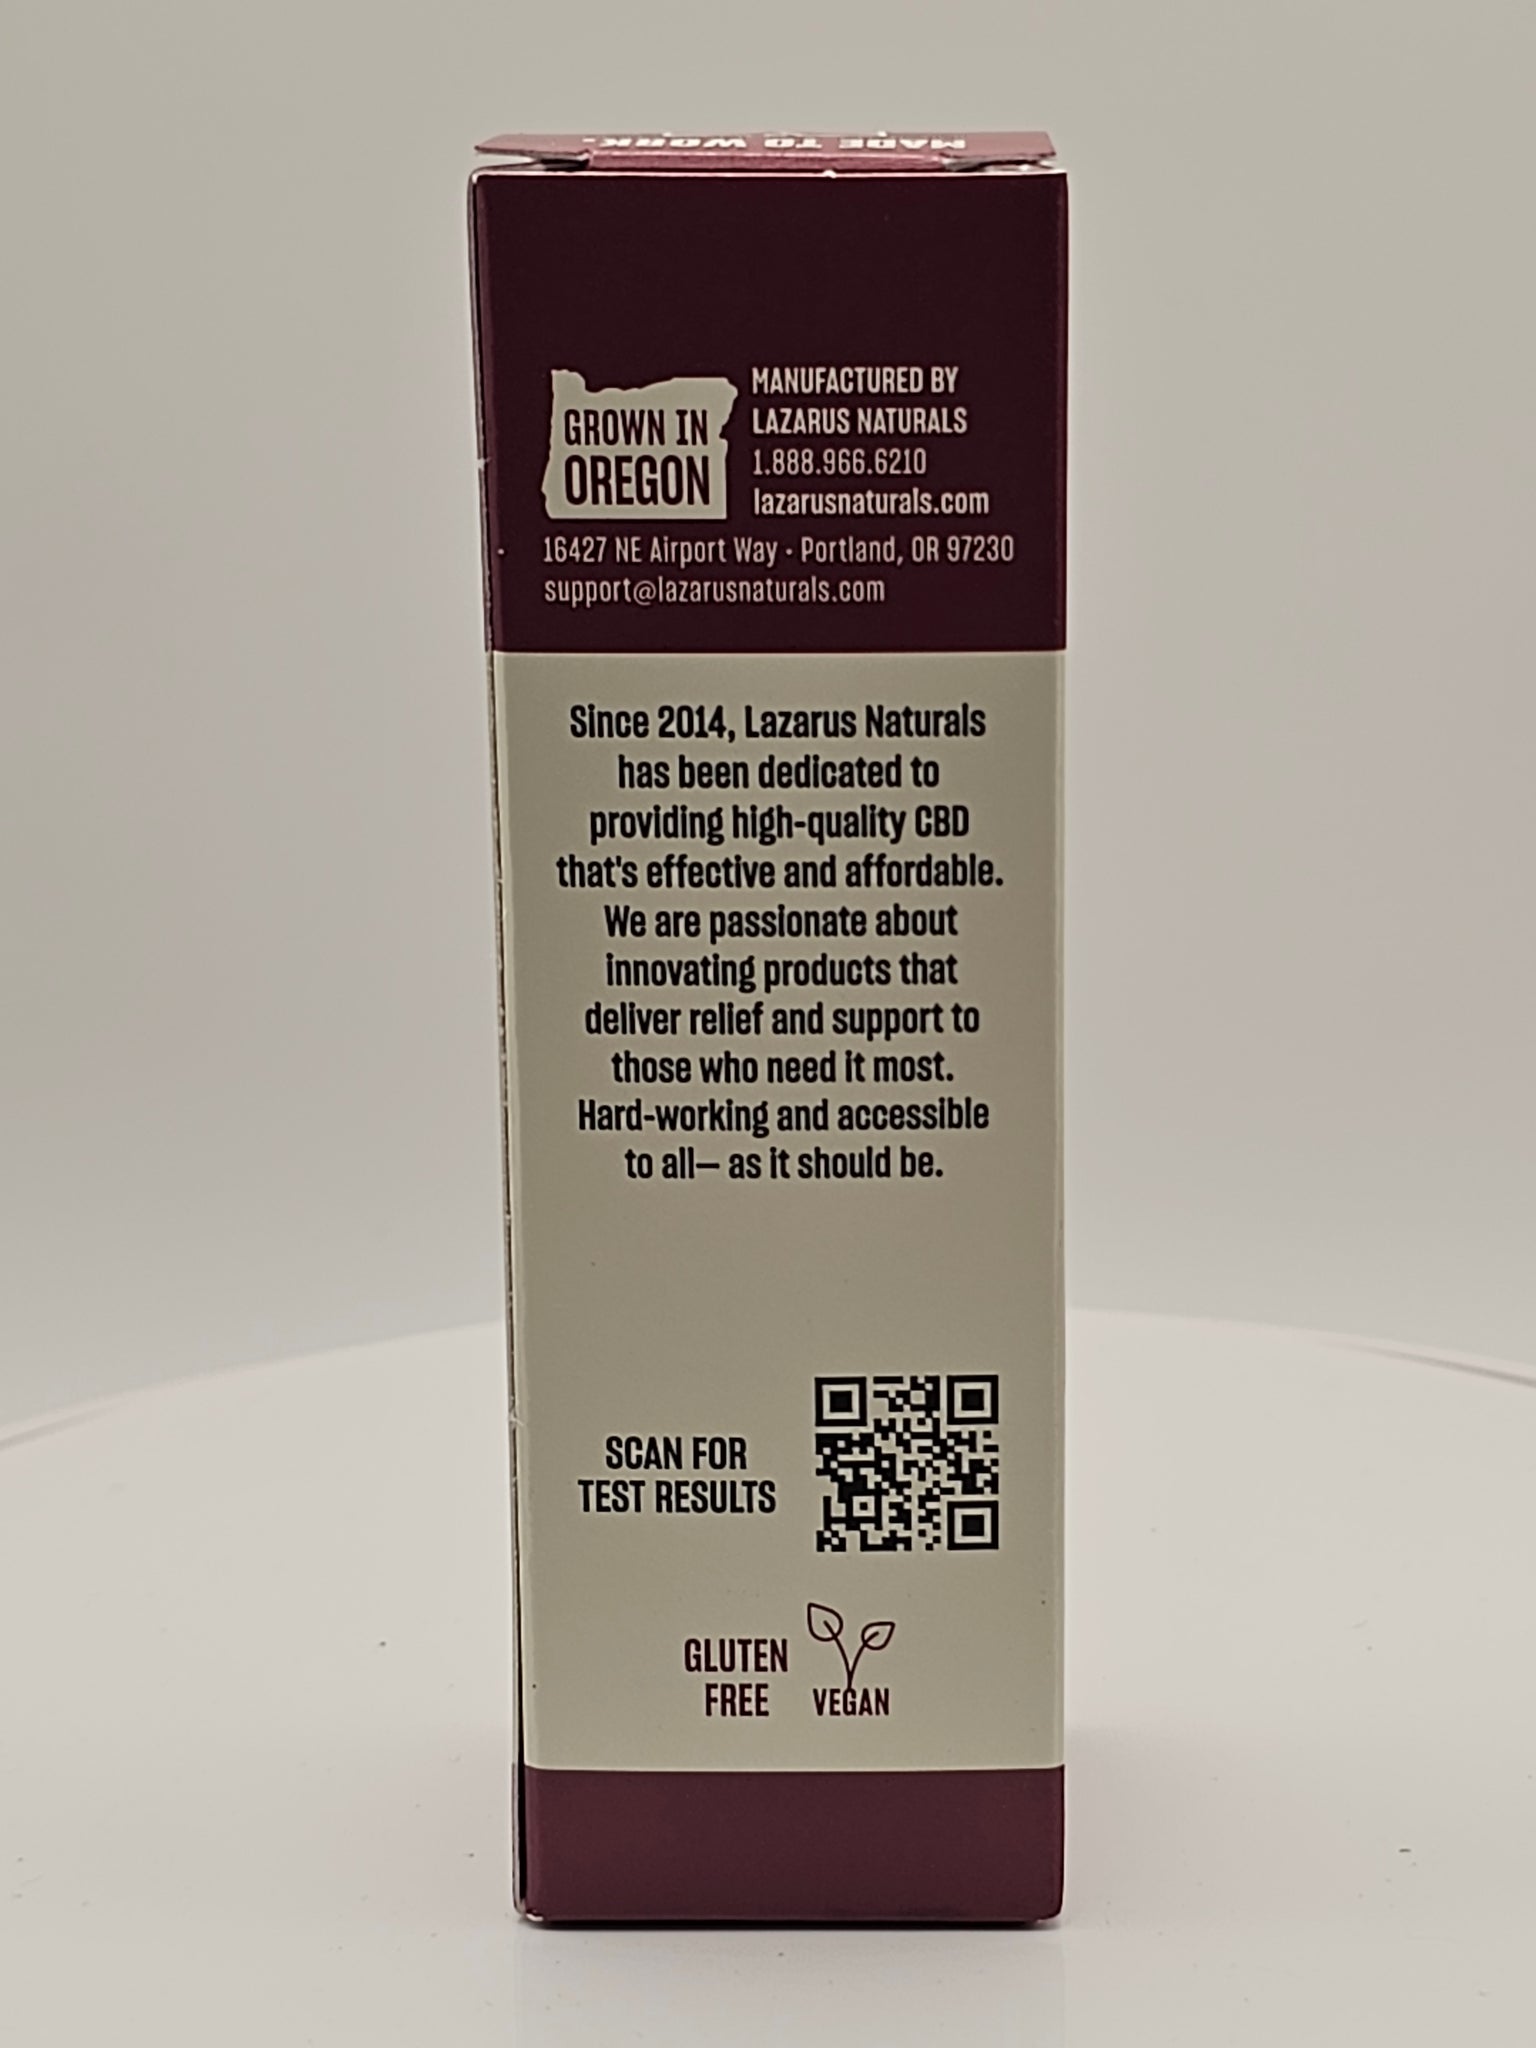 MADE TO WORK.
GROWN IN
OREGON
MANUFACTURED BY
LAZARUS NATURALS
1.888.966.6210
lazarusnaturals.com
16427 NE Airport Way • Portland, OR 97230
support@lazarusnaturals.com
Since 2014, Lazarus Naturals
has been dedicated to
providing high-quality CBD
that's effective and affordable.
We are passionate about
innovating products that
deliver relief and support to
those who need it most.
Hard-working and accessible
to all— as it should be.
SCAN FOR
TEST RESULTS
GLUTEN
FREE
VEGAN